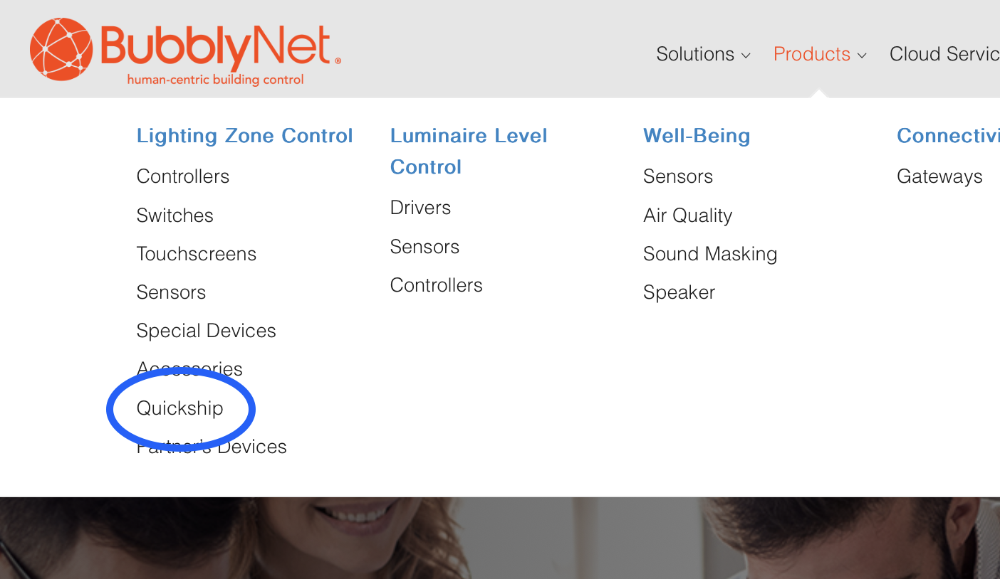 BubblyNet®
human-centric building control
Solutions
Products
Cloud Servic
Lighting Zone Control
Controllers
Switches
Touchscreens
Sensors
Special Devices
Accessories
Quickship
Partner's Devices
Luminaire Level
Control
Drivers
Sensors
Controllers
Well-Being
Sensors
Air Quality
Sound Masking
Speaker
Connectivi
Gateways